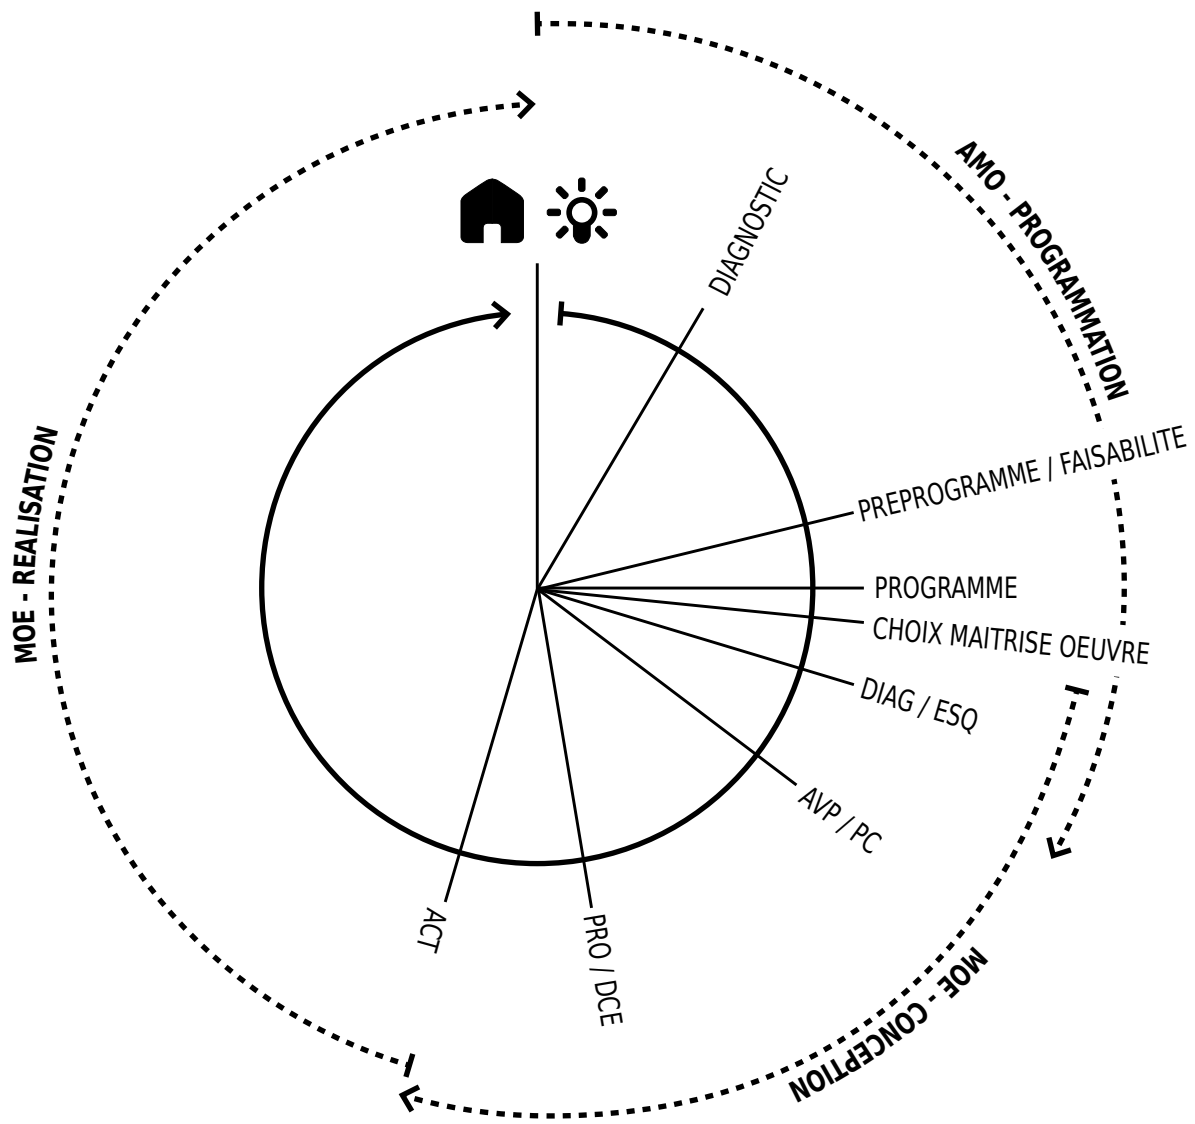 AMO - PROGRAMMATION
DIAGNOSTIC
PREPROGRAMME / FAISABILITE
PROGRAMME
CHOIX MAITRISE OEUVRE
DIAG / ESQ
AVP / PC
MOE - CONCEPTION
PRO / DCE
ACT
MOE - REALISATION